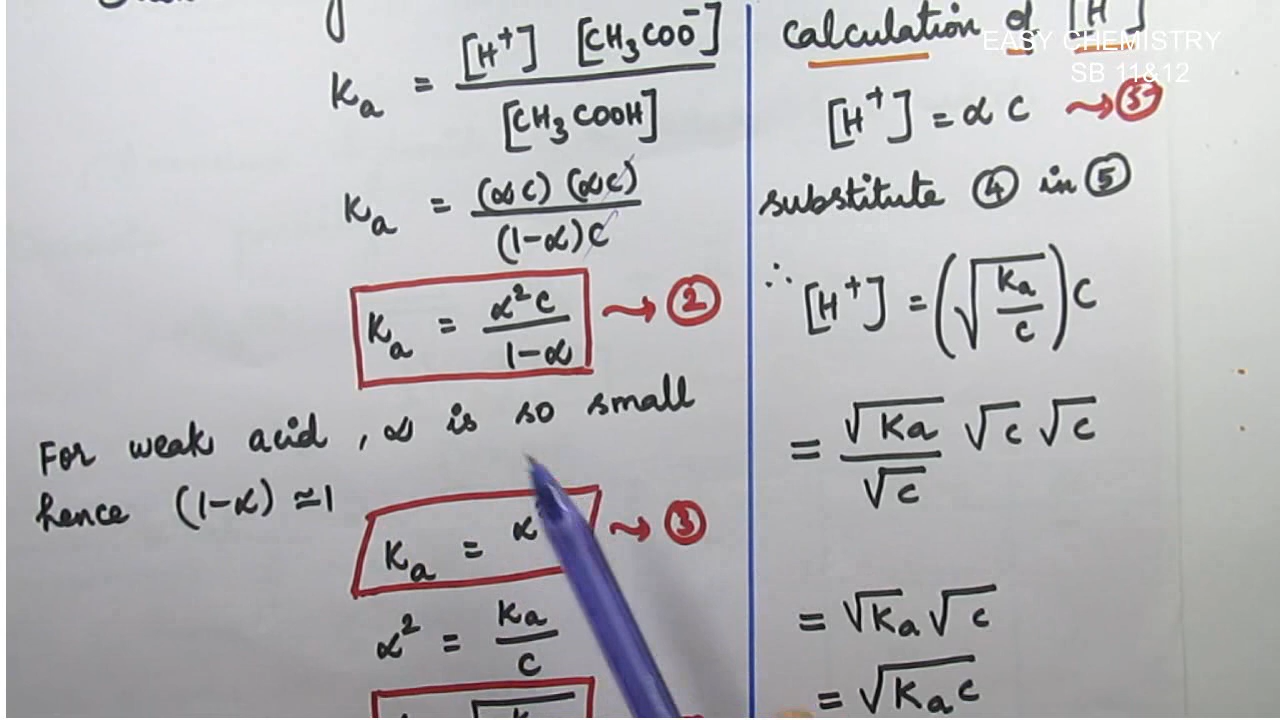 Ka = [H⁺] [CH₃COO⁻] / [CH₃COOH]
Ka = (αc) (αc) / (1-α)c
Ka = α²c / 1-α → ②
For weak acid, α is so small
hence (1-α) ≃ 1
Ka = α → ③
α² = Ka / c
calculation of [H
EASY CHEMISTRY
SB 11&12
[H⁺] = α C → ⑤
substitute ④ in ⑤
∴ [H⁺] = (√(Ka / c)) C
= √Ka / √c √c √c
= √Ka √c
= √Ka c